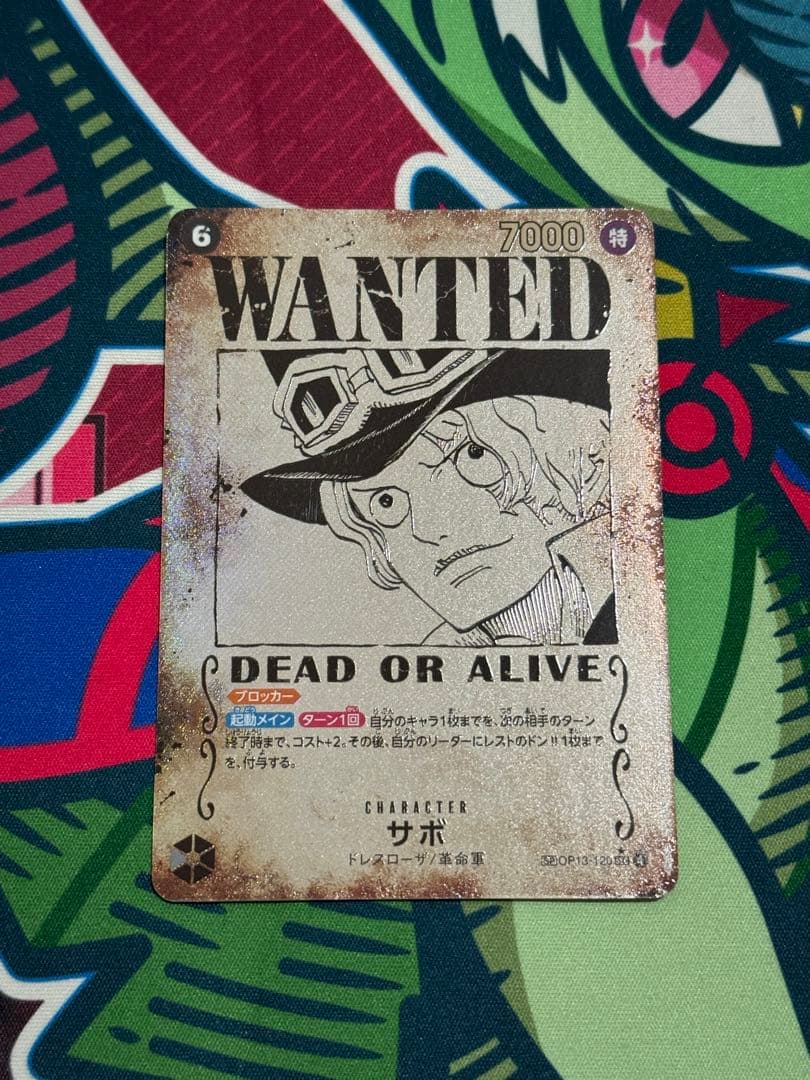 6 7000 特
WANTED
DEAD OR ALIVE
ブロッカー
起動メイン ターン1回 自分のキャラ1枚までを、次の相手のターン
終了時まで、コスト+2。その後、自分のリーダーにレストのドン!!1枚まで
を、付与する。
CHARACTER
サボ
ドレスローザ/革命軍
SP OP13-120